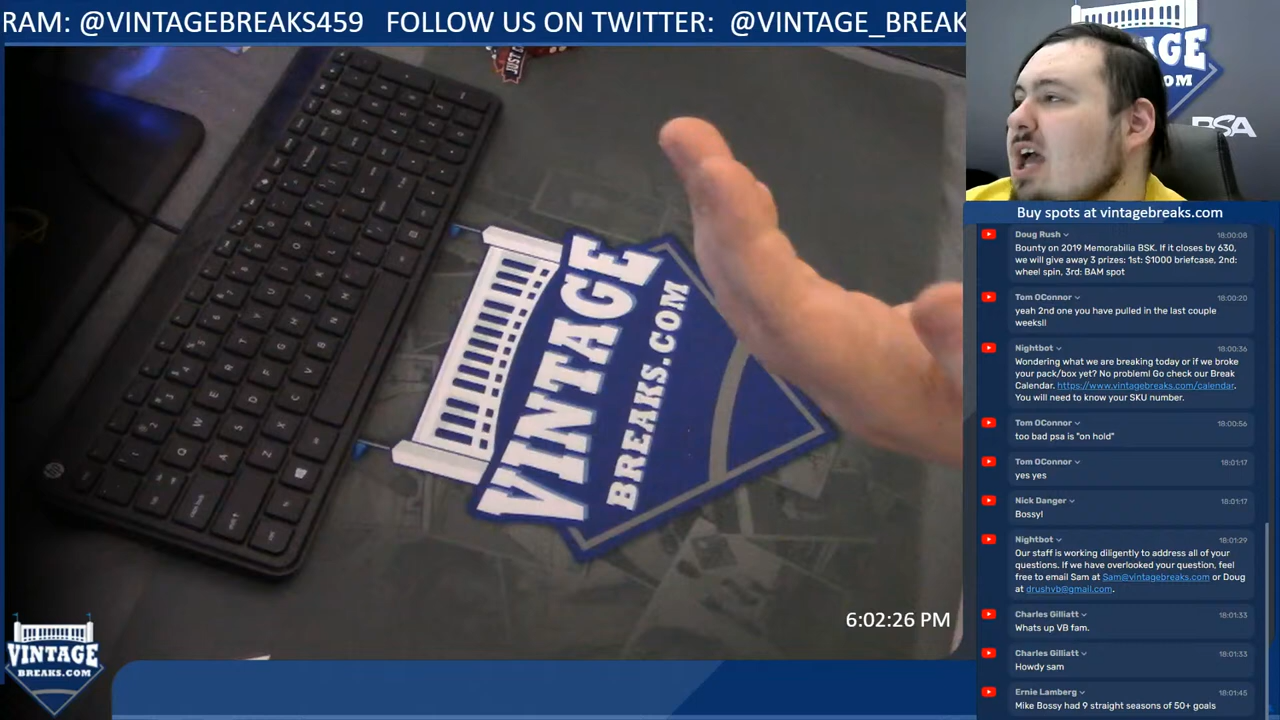 RAM: @VINTAGEBREAKS459 FOLLOW US ON TWITTER: @VINTAGE_BREAK
JUST
VINTAGE
BREAKS.COM
6:02:26 PM
VINTAGE
BREAKS.COM
AGE
.COM
PSA
Buy spots at vintagebreaks.com
Doug Rush 18:00:08
Bounty on 2019 Memorabilia BSK. If it closes by 630,
we will give away 3 prizes: 1st: $1000 briefcase, 2nd:
wheel spin, 3rd: BAM spot
Tom OConnor 18:00:20
yeah 2nd one you have pulled in the last couple
weeks!!
Nightbot 18:00:36
Wondering what we are breaking today or if we broke
your pack/box yet? No problem! Go check our Break
Calendar. https://www.vintagebreaks.com/calendar.
You will need to know your SKU number.
Tom OConnor 18:00:56
too bad psa is "on hold"
Tom OConnor 18:01:17
yes yes
Nick Danger 18:01:17
Bossy!
Nightbot 18:01:29
Our staff is working diligently to address all of your
questions. If we have overlooked your question, feel
free to email Sam at Sam@vintagebreaks.com or Doug
at drushvb@gmail.com.
Charles Gilliatt 18:01:33
Whats up VB fam.
Charles Gilliatt 18:01:33
Howdy sam
Ernie Lamberg 18:01:45
Mike Bossy had 9 straight seasons of 50+ goals